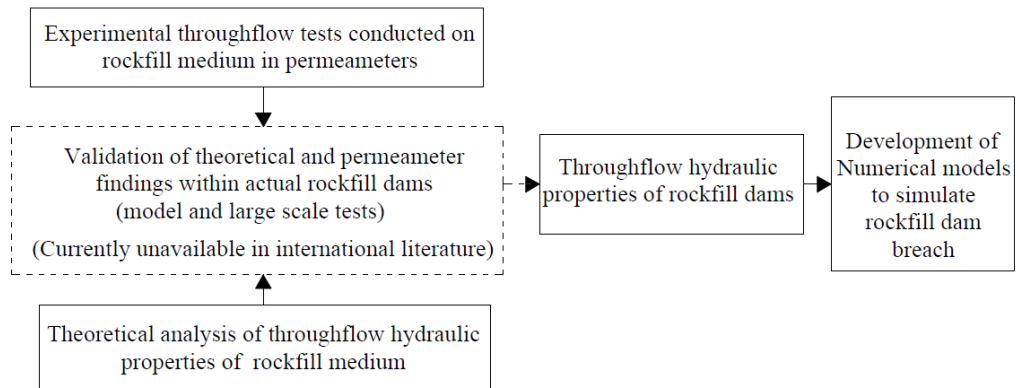 Experimental throughflow tests conducted on
rockfill medium in permeameters
Validation of theoretical and permeameter
findings within actual rockfill dams
(model and large scale tests)
(Currently unavailable in international literature)
Theoretical analysis of throughflow hydraulic
properties of rockfill medium
Throughflow hydraulic
properties of rockfill dams
Development of
Numerical models
to simulate
rockfill dam
breach